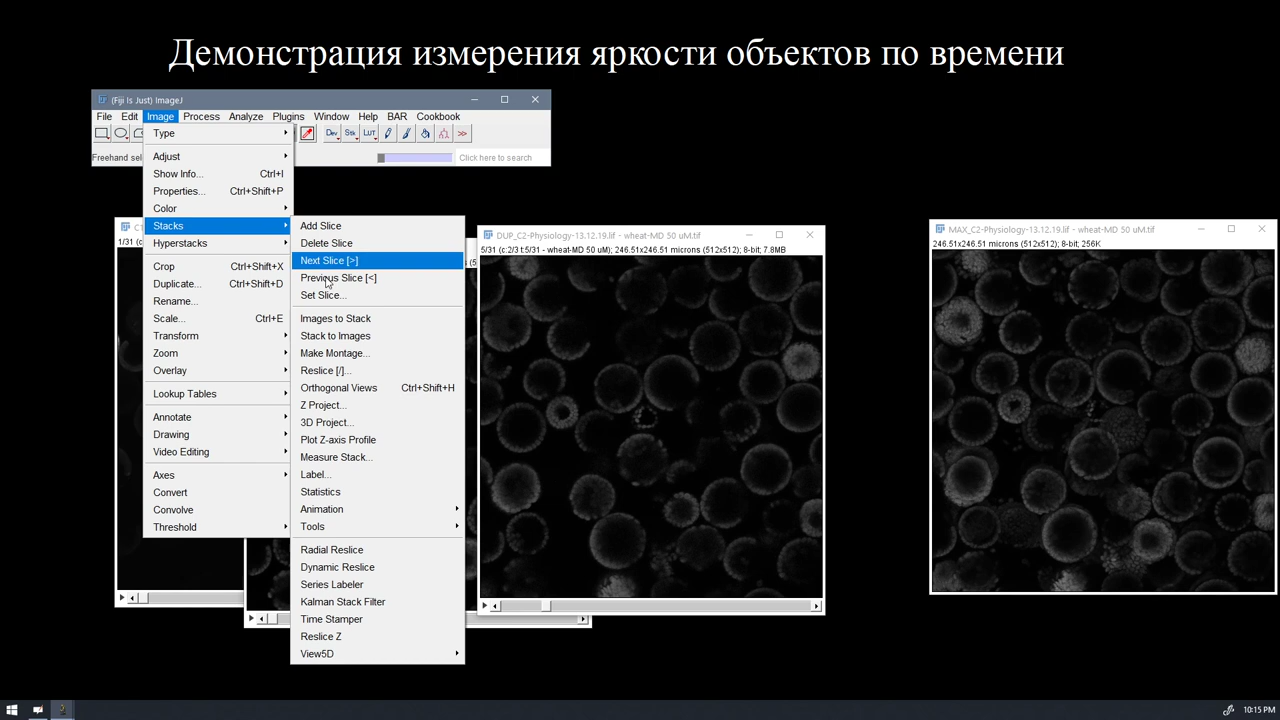 Демонстрация измерения яркости объектов по времени
(Fiji Is Just) ImageJ
File Edit Image Process Analyze Plugins Window Help BAR Cookbook
Dev Stk LUT
Freehand sel
Click here to search
Type
Adjust
Show Info... Ctrl+I
Properties... Ctrl+Shift+P
Color
Stacks
Hyperstacks
Crop Ctrl+Shift+X
Duplicate... Ctrl+Shift+D
Rename...
Scale... Ctrl+E
Transform
Zoom
Overlay
Lookup Tables
Annotate
Drawing
Video Editing
Axes
Convert
Convolve
Threshold
Add Slice
Delete Slice
Next Slice [>]
Previous Slice [<]
Set Slice...
Images to Stack
Stack to Images
Make Montage...
Reslice [/]...
Orthogonal Views Ctrl+Shift+H
Z Project...
3D Project...
Plot Z-axis Profile
Measure Stack...
Label...
Statistics
Animation
Tools
Radial Reslice
Dynamic Reslice
Series Labeler
Kalman Stack Filter
Time Stamper
Reslice Z
View5D
1/31 (c
DUP_C2-Physiology-13.12.19.lif - wheat-MD 50 uM.tif
5/31 (c:2/3 t:5/31 - wheat-MD 50 uM); 246.51x246.51 microns (512x512); 8-bit; 7.8MB
MAX_C2-Physiology-13.12.19.lif - wheat-MD 50 uM.tif
246.51x246.51 microns (512x512); 8-bit; 256K
10:15 PM